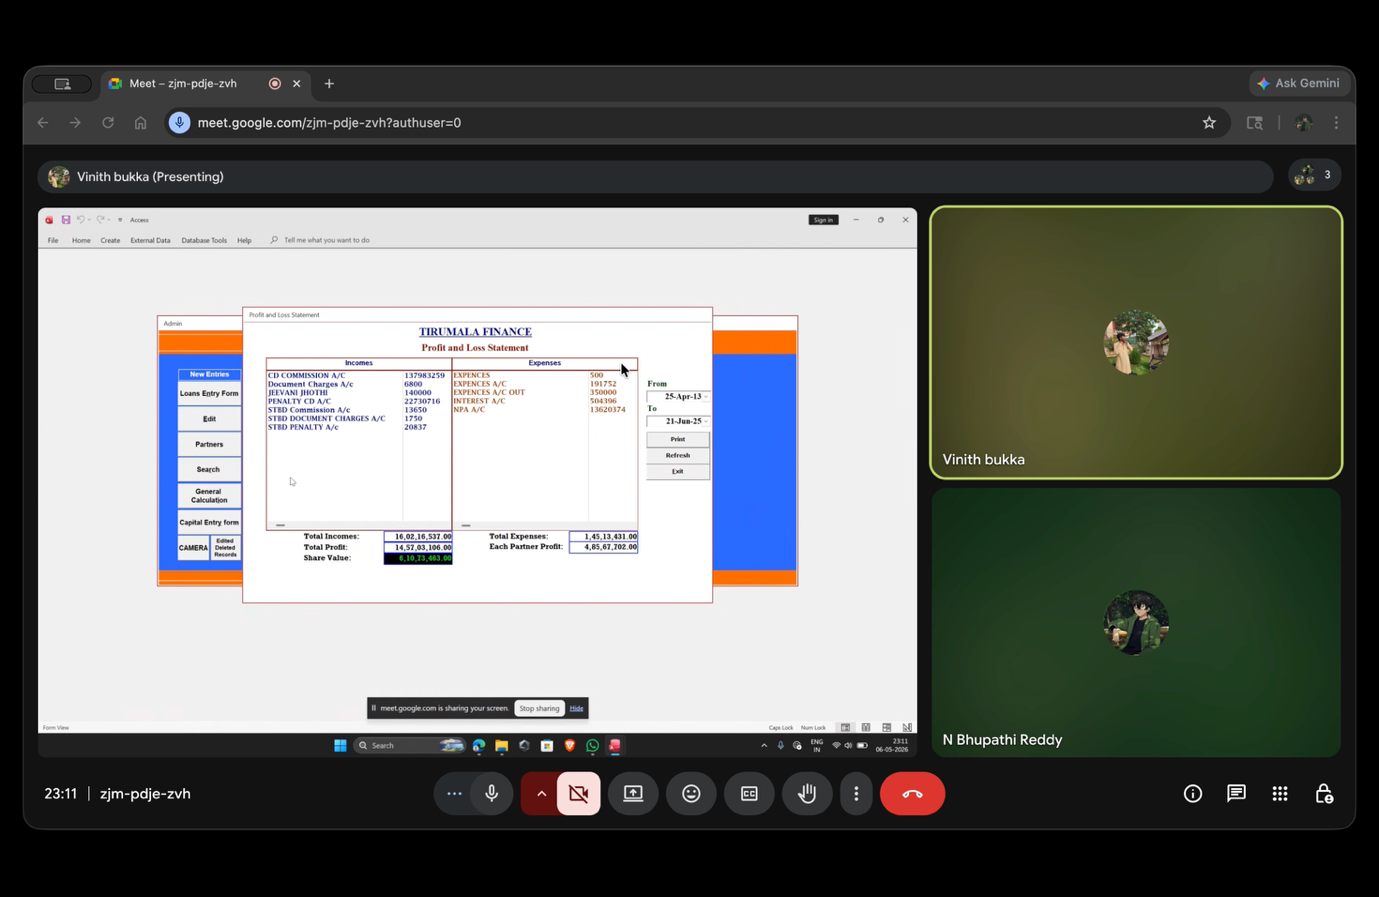 Meet – zjm-pdje-zvh
Ask Gemini
meet.google.com/zjm-pdje-zvh?authuser=0
Vinith bukka (Presenting)
3
Access
Sign in
File Home Create External Data Database Tools Help Tell me what you want to do
Admin
Profit and Loss Statement
TIRUMALA FINANCE
Profit and Loss Statement
New Entries
Loans Entry Form
Edit
Partners
Search
General
Calculation
Capital Entry form
CAMERA
Edited
Deleted
Records
Incomes Expenses
CD COMMISSION A/C 137983259 EXPENCES 500
Document Charges A/c 6800 EXPENCES A/C 191752
JEEVANI JHOTHI 140000 EXPENCES A/C OUT 350000
PENALTY CD A/C 22730716 INTEREST A/C 504396
STBD Commission A/c 13650 NPA A/C 13620374
STBD DOCUMENT CHARGES A/C 1750
STBD PENALTY A/c 20837
From
25-Apr-13
To
21-Jun-25
Print
Refresh
Exit
Total Incomes: 16,02,16,537.00 Total Expenses: 1,45,13,431.00
Total Profit: 14,57,03,106.00 Each Partner Profit: 4,85,67,702.00
Share Value: 6,10,73,463.00
meet.google.com is sharing your screen. Stop sharing Hide
Form View
Caps Lock Num Lock
Search
ENG
IN
23:11
06-05-2026
Vinith bukka
N Bhupathi Reddy
23:11 | zjm-pdje-zvh
CC